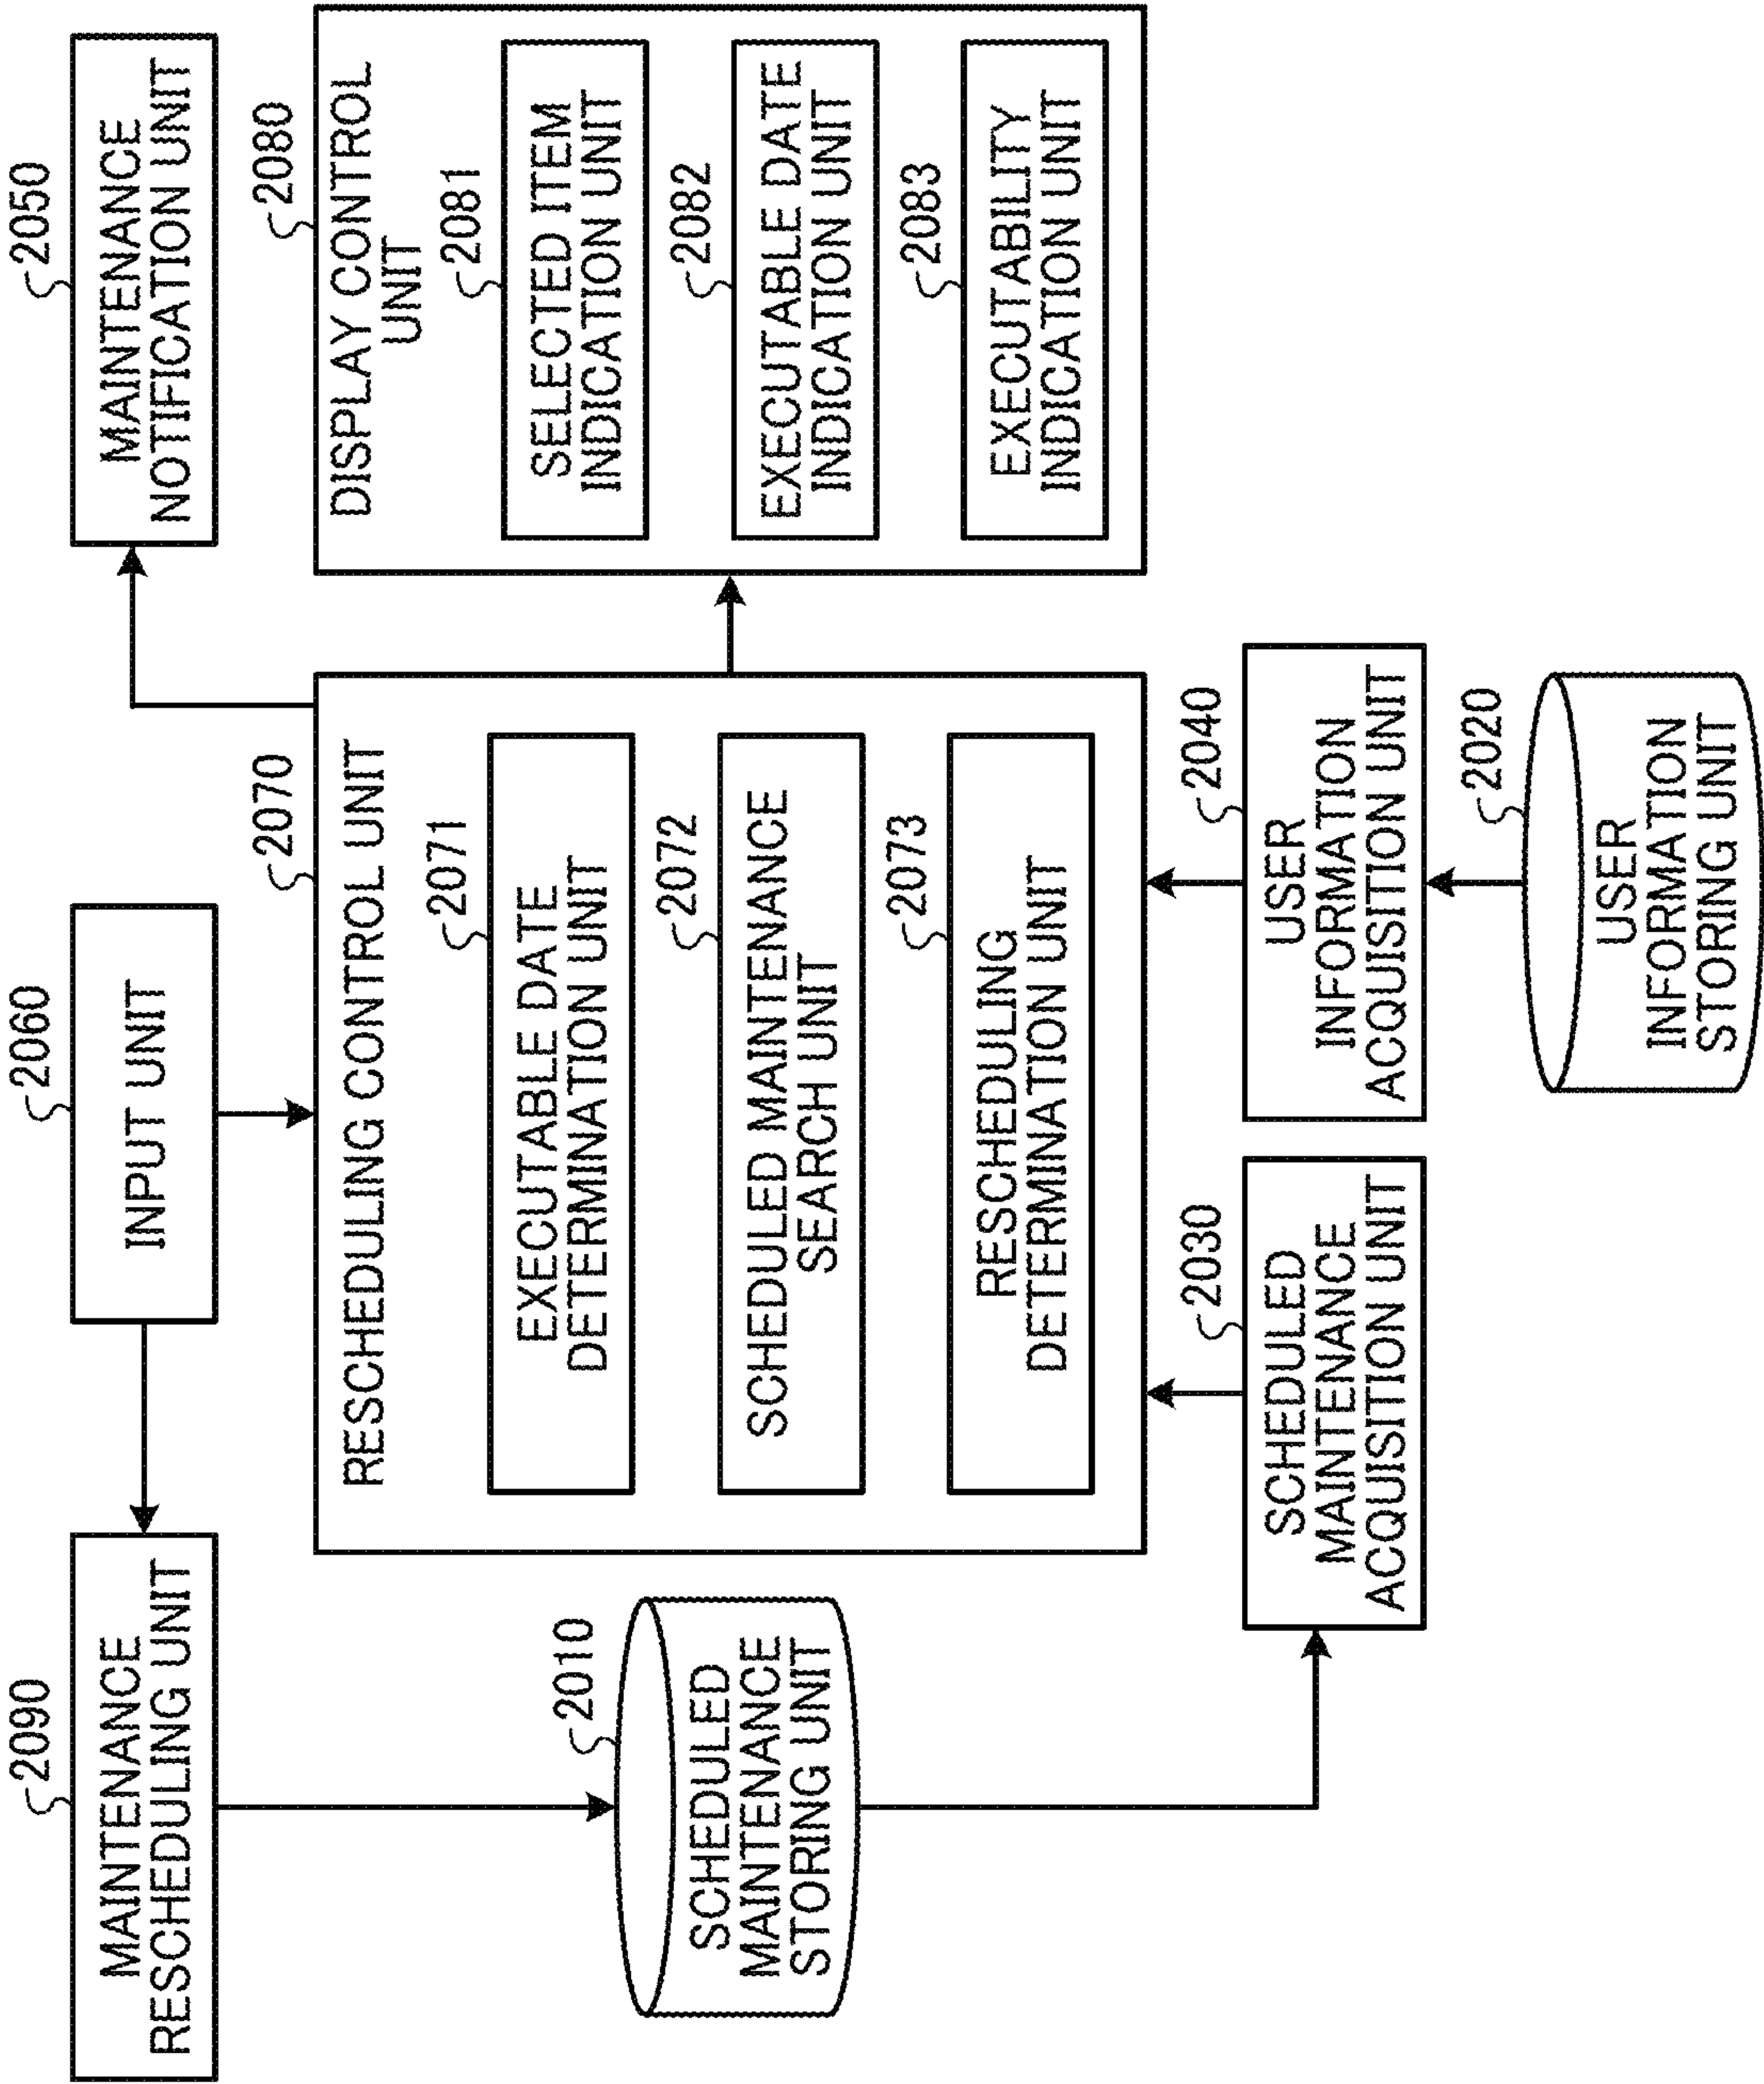 2090
MAINTENANCE
RESCHEDULING UNIT
2060
INPUT UNIT
2050
MAINTENANCE
NOTIFICATION UNIT
2010
SCHEDULED
MAINTENANCE
STORING UNIT
2070
RESCHEDULING CONTROL UNIT
2071
EXECUTABLE DATE
DETERMINATION UNIT
2072
SCHEDULED MAINTENANCE
SEARCH UNIT
2073
RESCHEDULING
DETERMINATION UNIT
2080
DISPLAY CONTROL
UNIT
2081
SELECTED ITEM
INDICATION UNIT
2082
EXECUTABLE DATE
INDICATION UNIT
2083
EXECUTABILITY
INDICATION UNIT
2030
SCHEDULED
MAINTENANCE
ACQUISITION UNIT
2040
USER
INFORMATION
ACQUISITION UNIT
2020
USER
INFORMATION
STORING UNIT